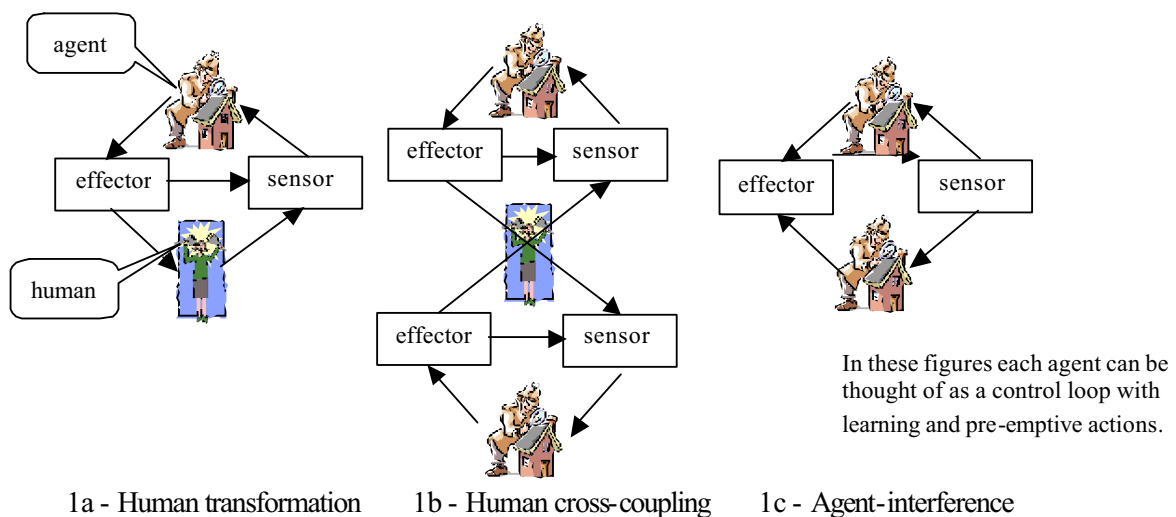 agent
effector
sensor
human
1a - Human transformation
effector
sensor
effector
sensor
1b - Human cross-coupling
effector
sensor
In these figures each agent can be
thought of as a control loop with
learning and pre-emptive actions.
1c - Agent-interference